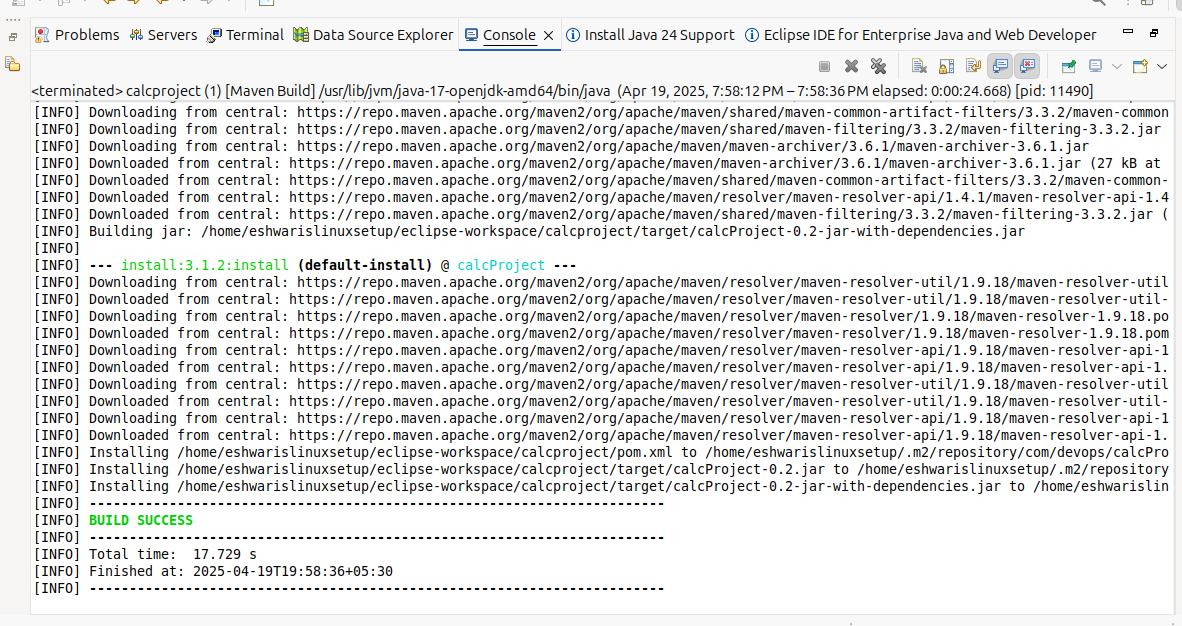 Problems Servers Terminal Data Source Explorer Console Install Java 24 Support Eclipse IDE for Enterprise Java and Web Developer
<terminated> calcproject (1) [Maven Build] /usr/lib/jvm/java-17-openjdk-amd64/bin/java (Apr 19, 2025, 7:58:12 PM – 7:58:36 PM elapsed: 0:00:24.668) [pid: 11490]
[INFO] Downloading from central: https://repo.maven.apache.org/maven2/org/apache/maven/shared/maven-common-artifact-filters/3.3.2/maven-common
[INFO] Downloading from central: https://repo.maven.apache.org/maven2/org/apache/maven/shared/maven-filtering/3.3.2/maven-filtering-3.3.2.jar
[INFO] Downloading from central: https://repo.maven.apache.org/maven2/org/apache/maven/maven-archiver/3.6.1/maven-archiver-3.6.1.jar
[INFO] Downloaded from central: https://repo.maven.apache.org/maven2/org/apache/maven/maven-archiver/3.6.1/maven-archiver-3.6.1.jar (27 kB at
[INFO] Downloaded from central: https://repo.maven.apache.org/maven2/org/apache/maven/shared/maven-common-artifact-filters/3.3.2/maven-common-
[INFO] Downloaded from central: https://repo.maven.apache.org/maven2/org/apache/maven/resolver/maven-resolver-api/1.4.1/maven-resolver-api-1.4
[INFO] Downloaded from central: https://repo.maven.apache.org/maven2/org/apache/maven/shared/maven-filtering/3.3.2/maven-filtering-3.3.2.jar (
[INFO] Building jar: /home/eshwarislinuxsetup/eclipse-workspace/calcproject/target/calcProject-0.2-jar-with-dependencies.jar
[INFO]
[INFO] --- install:3.1.2:install (default-install) @ calcProject ---
[INFO] Downloading from central: https://repo.maven.apache.org/maven2/org/apache/maven/resolver/maven-resolver-util/1.9.18/maven-resolver-util
[INFO] Downloaded from central: https://repo.maven.apache.org/maven2/org/apache/maven/resolver/maven-resolver-util/1.9.18/maven-resolver-util-
[INFO] Downloading from central: https://repo.maven.apache.org/maven2/org/apache/maven/resolver/maven-resolver/1.9.18/maven-resolver-1.9.18.po
[INFO] Downloaded from central: https://repo.maven.apache.org/maven2/org/apache/maven/resolver/maven-resolver/1.9.18/maven-resolver-1.9.18.pom
[INFO] Downloading from central: https://repo.maven.apache.org/maven2/org/apache/maven/resolver/maven-resolver-api/1.9.18/maven-resolver-api-1
[INFO] Downloaded from central: https://repo.maven.apache.org/maven2/org/apache/maven/resolver/maven-resolver-api/1.9.18/maven-resolver-api-1.
[INFO] Downloading from central: https://repo.maven.apache.org/maven2/org/apache/maven/resolver/maven-resolver-util/1.9.18/maven-resolver-util
[INFO] Downloaded from central: https://repo.maven.apache.org/maven2/org/apache/maven/resolver/maven-resolver-util/1.9.18/maven-resolver-util-
[INFO] Downloading from central: https://repo.maven.apache.org/maven2/org/apache/maven/resolver/maven-resolver-api/1.9.18/maven-resolver-api-1
[INFO] Downloaded from central: https://repo.maven.apache.org/maven2/org/apache/maven/resolver/maven-resolver-api/1.9.18/maven-resolver-api-1.
[INFO] Installing /home/eshwarislinuxsetup/eclipse-workspace/calcproject/pom.xml to /home/eshwarislinuxsetup/.m2/repository/com/devops/calcPro
[INFO] Installing /home/eshwarislinuxsetup/eclipse-workspace/calcproject/target/calcProject-0.2.jar to /home/eshwarislinuxsetup/.m2/repository
[INFO] Installing /home/eshwarislinuxsetup/eclipse-workspace/calcproject/target/calcProject-0.2-jar-with-dependencies.jar to /home/eshwarislin
[INFO] ------------------------------------------------------------------------
[INFO] BUILD SUCCESS
[INFO] ------------------------------------------------------------------------
[INFO] Total time:  17.729 s
[INFO] Finished at: 2025-04-19T19:58:36+05:30
[INFO] ------------------------------------------------------------------------